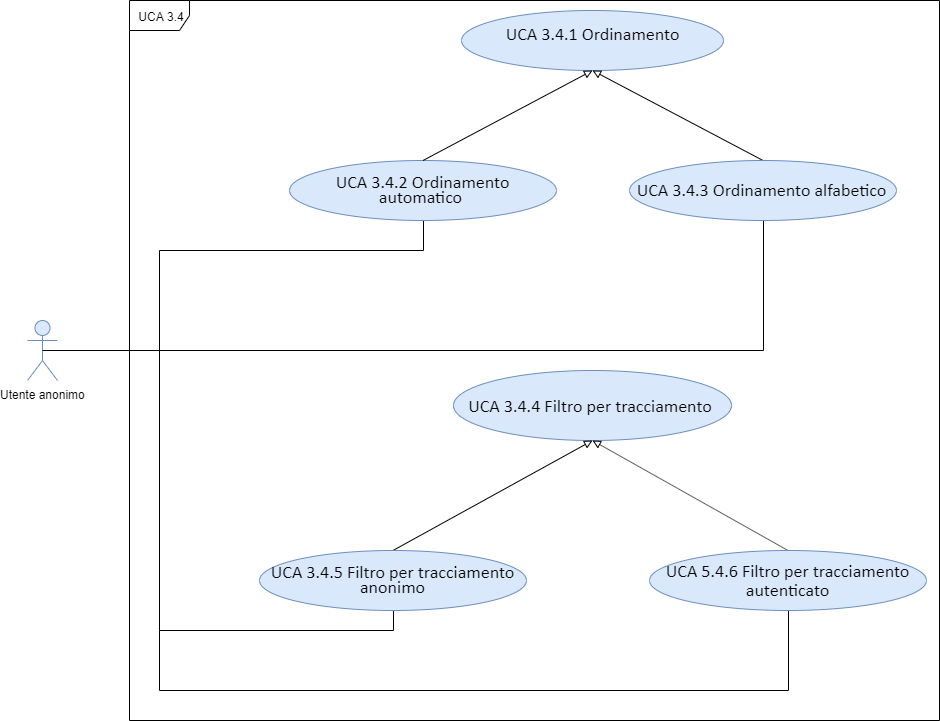 UCA 3.4
UCA 3.4.1 Ordinamento
UCA 3.4.2 Ordinamento
automatico
UCA 3.4.3 Ordinamento alfabetico
Utente anonimo
UCA 3.4.4 Filtro per tracciamento
UCA 3.4.5 Filtro per tracciamento
anonimo
UCA 5.4.6 Filtro per tracciamento
autenticato